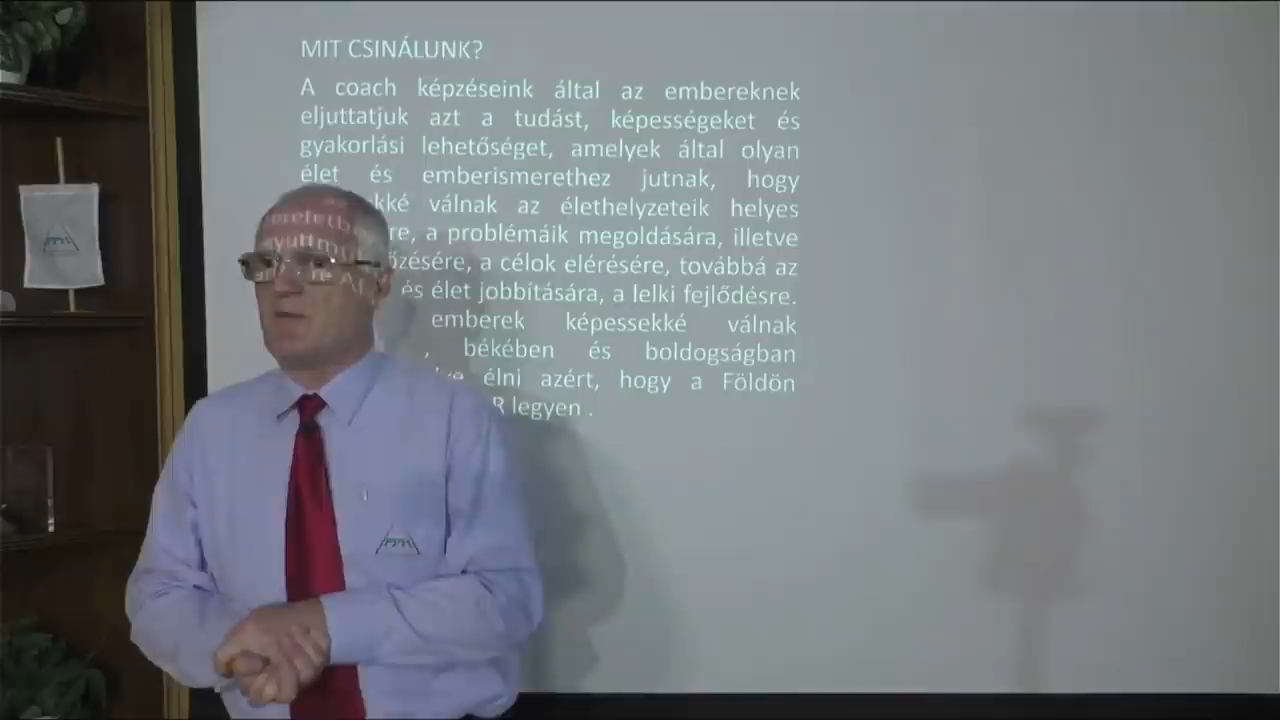 MIT CSINÁLUNK?
A coach képzéseink által az embereknek
eljuttatjuk azt a tudást, képességeket és
gyakorlási lehetőséget, amelyek által olyan
élet és emberismerethez jutnak, hogy
válnak az élethelyzeteik helyes
a problémáik megoldására, illetve
a célok elérésére, továbbá az
és élet jobbítására, a lelki fejlődésre.
emberek képessekké válnak
, békében és boldogságban
élni azért, hogy a Földön
legyen .